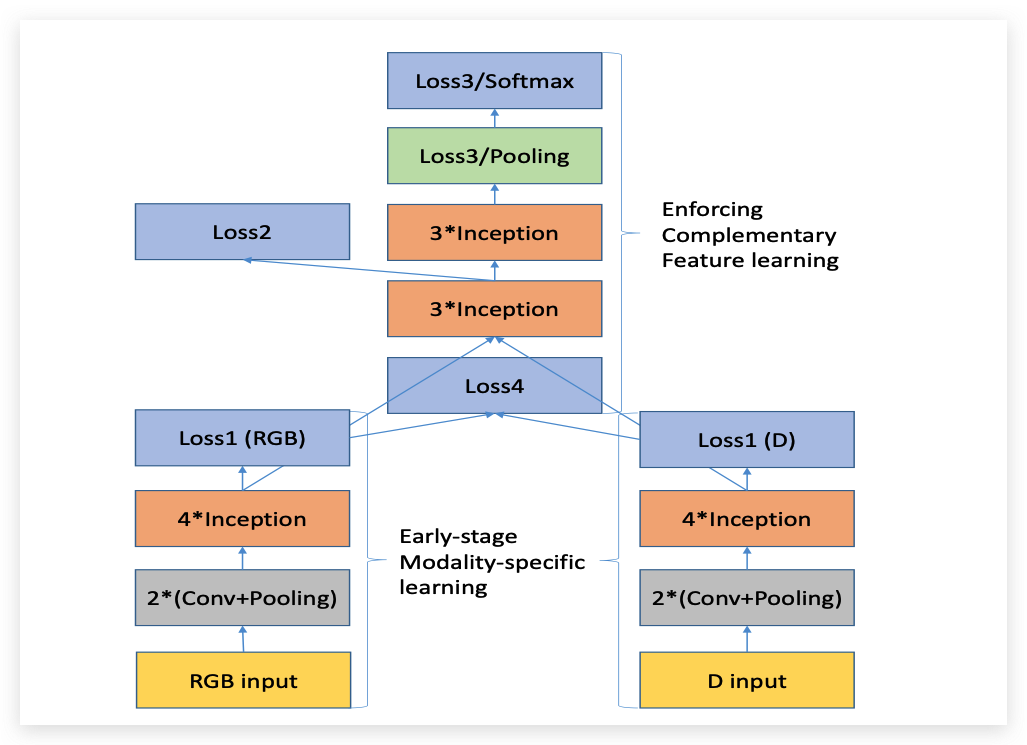 Loss3/Softmax
Loss3/Pooling
3*Inception
Loss2
3*Inception
Loss4
Enforcing
Complementary
Feature learning
Loss1 (RGB)
4*Inception
2*(Conv+Pooling)
RGB input
Early-stage
Modality-specific
learning
Loss1 (D)
4*Inception
2*(Conv+Pooling)
D input